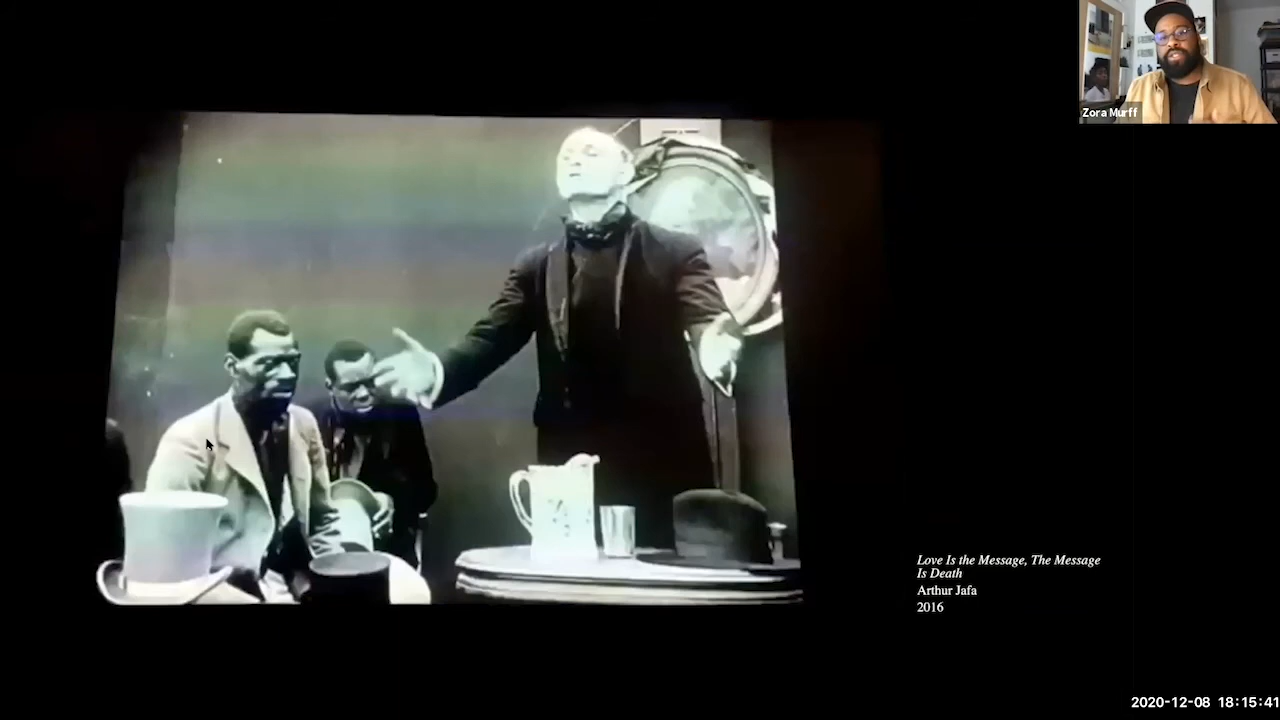 Zora Murff
Love Is the Message, The Message
Is Death
Arthur Jafa
2016
2020-12-08 18:15:41